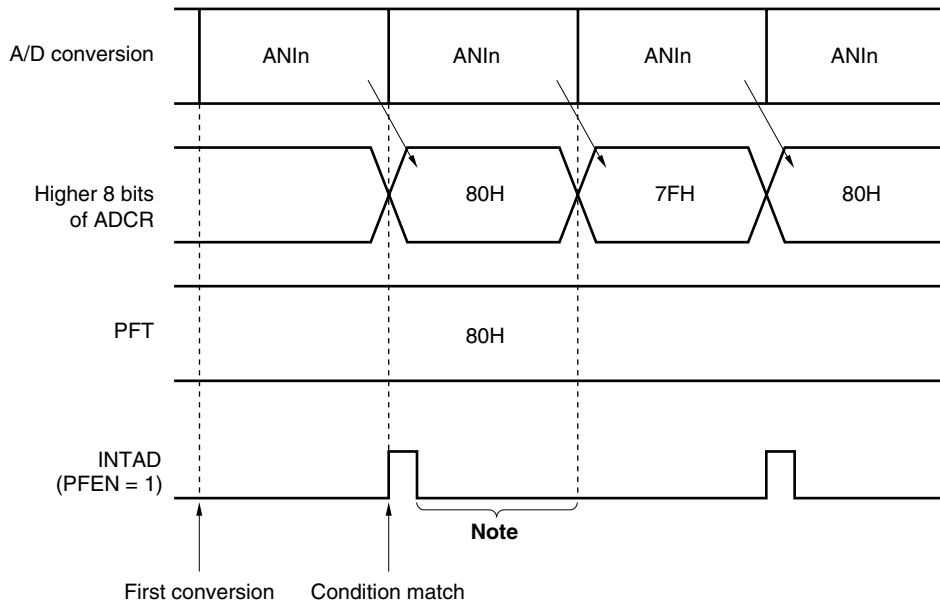 A/D conversion
ANIn ANIn ANIn ANIn
Higher 8 bits
of ADCR
80H 7FH 80H
PFT
80H
INTAD
(PFEN = 1)
Note
First conversion Condition match